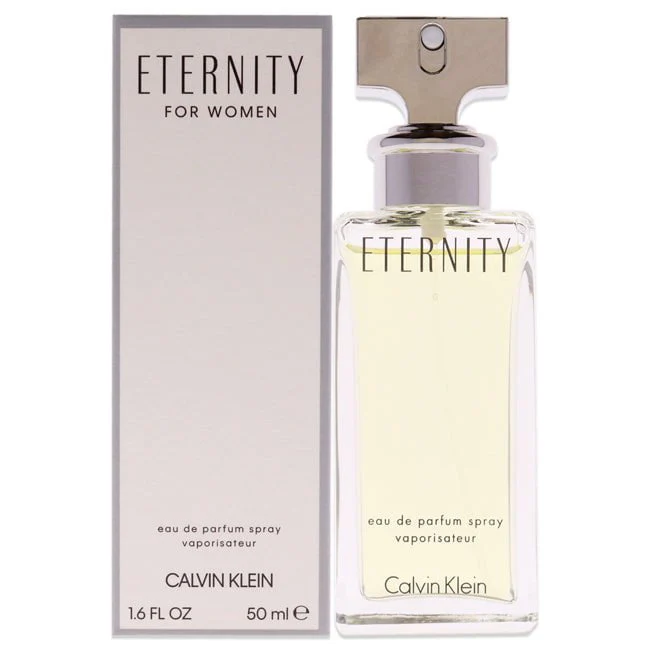 ETERNITY
FOR WOMEN
eau de parfum spray
vaporisateur
CALVIN KLEIN
1.6 FL OZ 50 ml ℮
ETERNITY
eau de parfum spray
vaporisateur
Calvin Klein